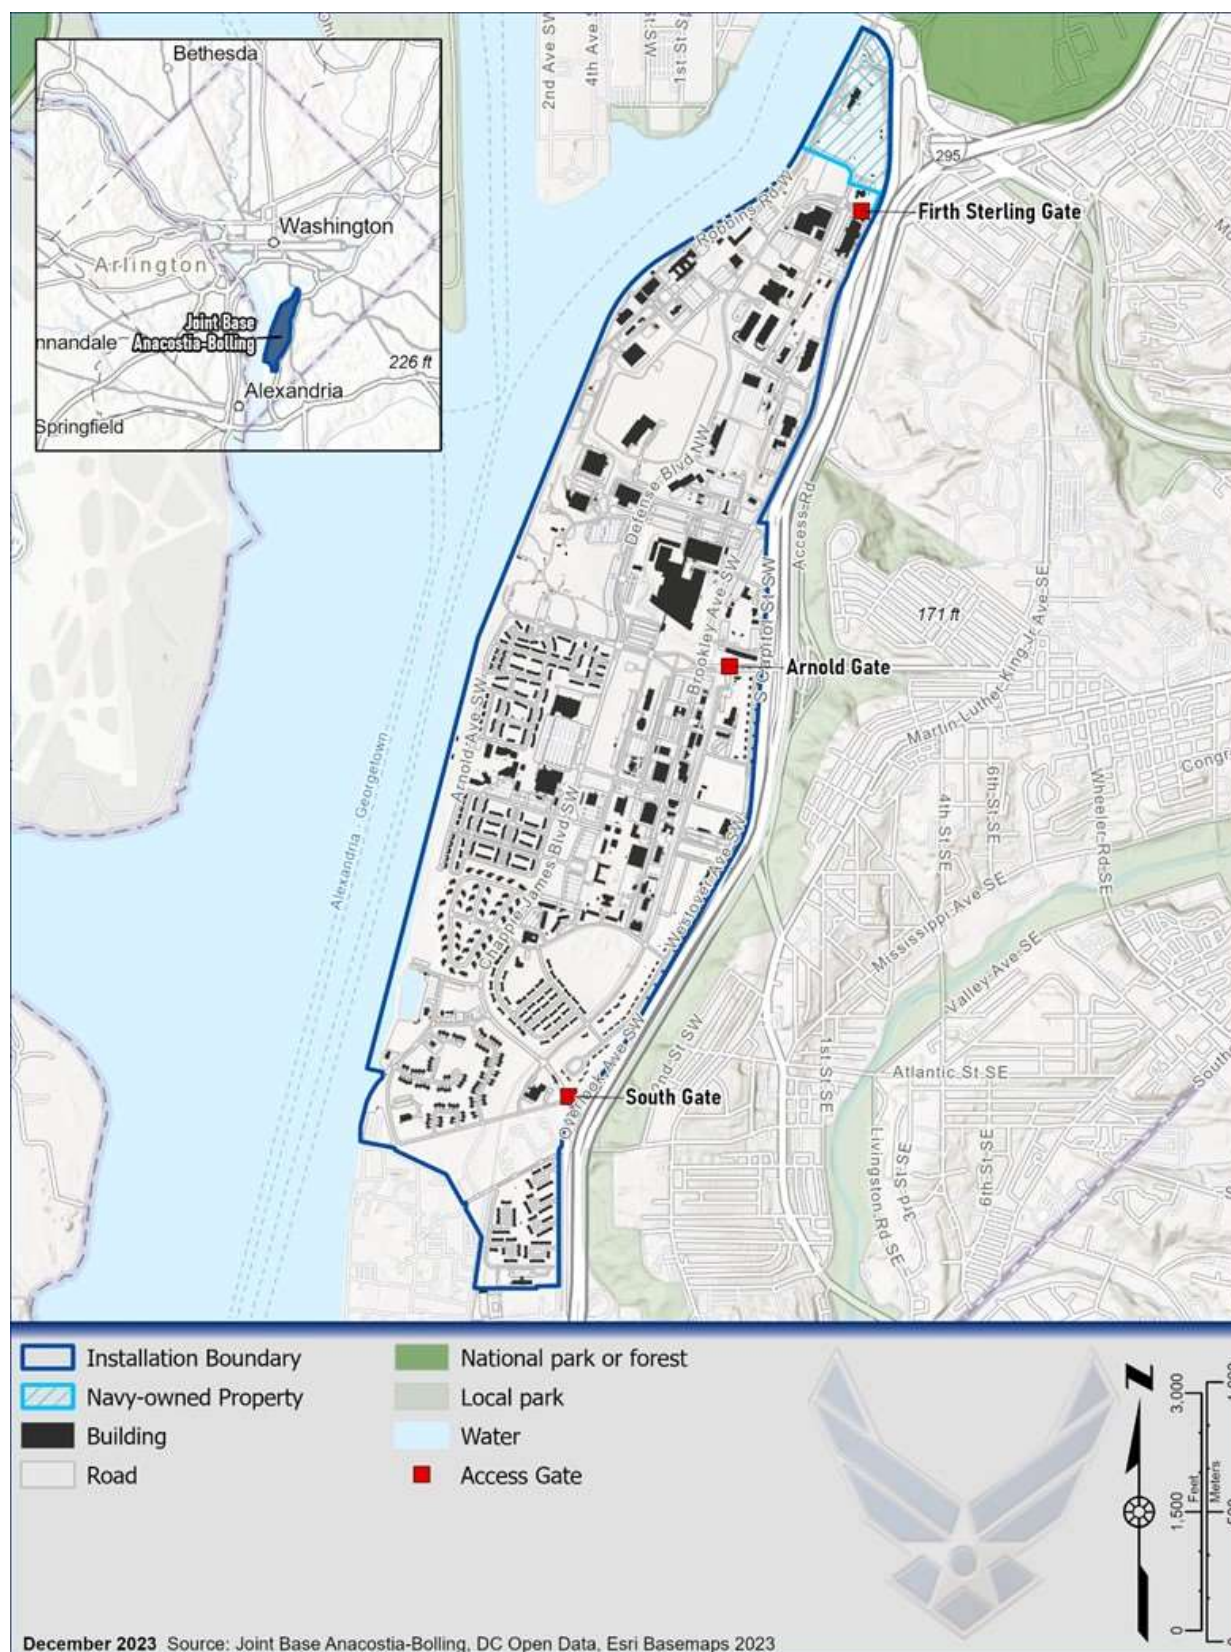 2nd Ave SW
4th Ave S
St SW
1st St S
Bethesda
Washington
Arlington
Joint Base
Anacostia-Bolling
nnandale
226 ft
Alexandria
Springfield
295
Robbins Rd W
Firth Sterling Gate
Defense Blvd NW
Access Rd
Brookley Ave SW
S Capitol St SW
171 ft
Arnold Gate
Martin Luther King Jr Ave SE
Arnold Ave SW
Congre
Alexandria - Georgetown
6th St SE
4th St SE
Wheeler Rd SE
Chappie James Blvd SW
Westover Ave SW
Mississippi Ave SE
Valley Ave SE
Overlook Ave SW
2nd St SW
1st St SE
Atlantic St SE
South
South Gate
Livingston Rd SE
3rd St SE
6th St SE
Installation Boundary
Navy-owned Property
Building
Road
National park or forest
Local park
Water
Access Gate
N
3,000
1,500
0
Feet
Meters
December 2023 Source: Joint Base Anacostia-Bolling, DC Open Data, Esri Basemaps 2023